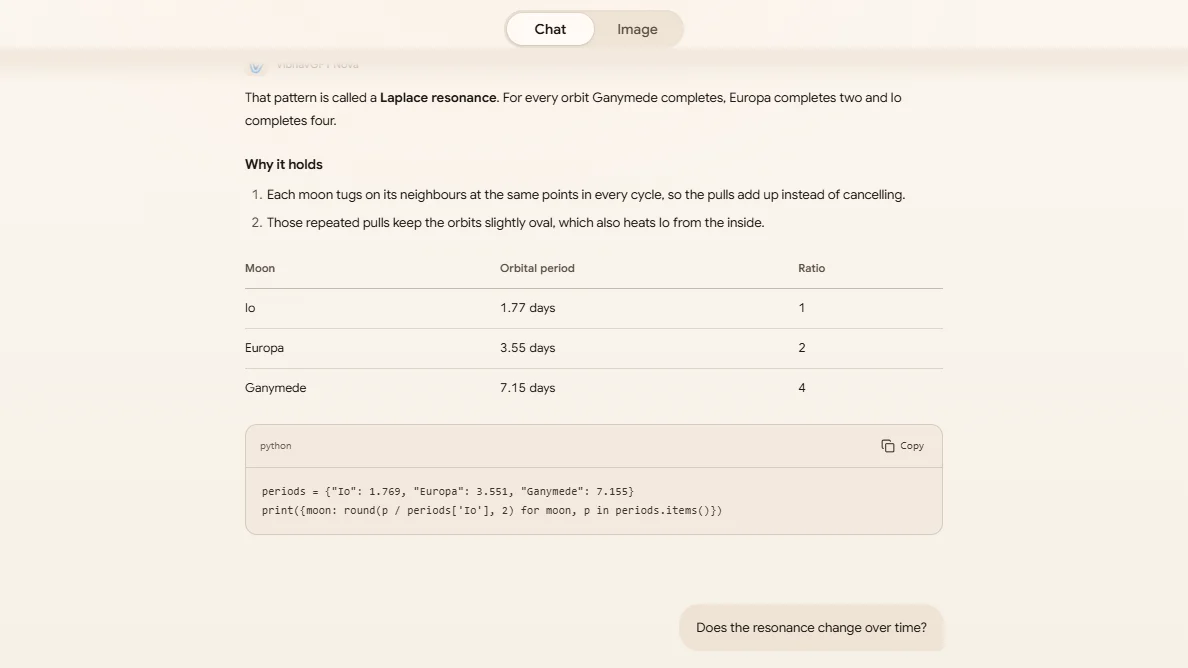 Chat
Image
That pattern is called a Laplace resonance. For every orbit Ganymede completes, Europa completes two and Io
completes four.
Why it holds
1. Each moon tugs on its neighbours at the same points in every cycle, so the pulls add up instead of cancelling.
2. Those repeated pulls keep the orbits slightly oval, which also heats Io from the inside.
Moon Orbital period Ratio
Io 1.77 days 1
Europa 3.55 days 2
Ganymede 7.15 days 4
python
Copy
periods = {"Io": 1.769, "Europa": 3.551, "Ganymede": 7.155}
print({moon: round(p / periods['Io'], 2) for moon, p in periods.items()})
Does the resonance change over time?